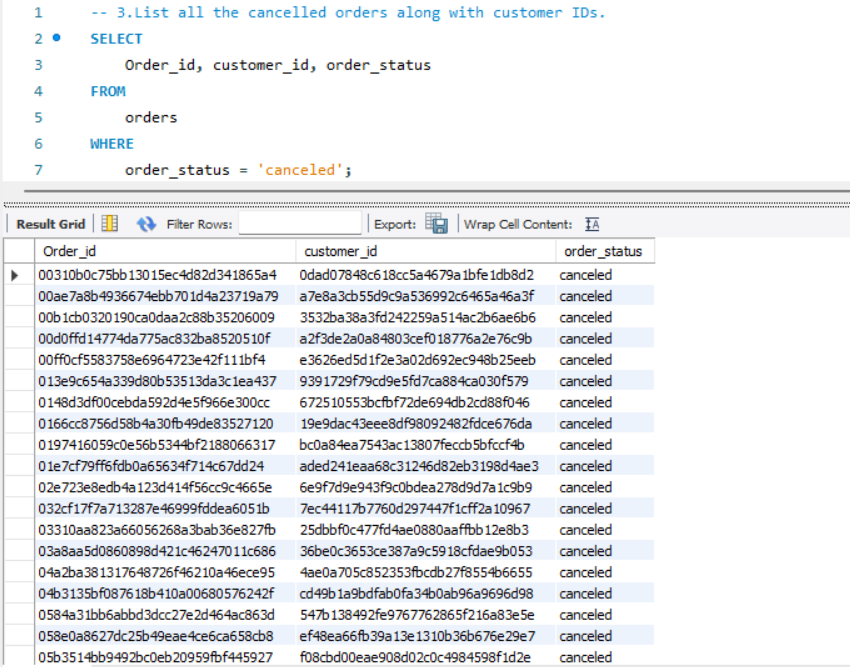 1 -- 3.List all the cancelled orders along with customer IDs.
2 SELECT
3 Order_id, customer_id, order_status
4 FROM
5 orders
6 WHERE
7 order_status = 'canceled';
Result Grid Filter Rows: Export: Wrap Cell Content: IA
Order_id customer_id order_status
00310b0c75bb13015ec4d82d341865a4 0dad07848c618cc5a4679a1bfe1db8d2 canceled
00ae7a8b4936674ebb701d4a23719a79 a7e8a3cb55d9c9a536992c6465a46a3f canceled
00b1cb0320190ca0daa2c88b35206009 3532ba38a3fd242259a514ac2b6ae6b6 canceled
00d0ffd14774da775ac832ba8520510f a2f3de2a0a84803cef018776a2e76c9b canceled
00ff0cf5583758e6964723e42f111bf4 e3626ed5d1f2e3a02d692ec948b25eeb canceled
013e9c654a339d80b53513da3c1ea437 9391729f79cd9e5fd7ca884ca030f579 canceled
0148d3df00cebda592d4e5f966e300cc 672510553bcfbf72de694db2cd88f046 canceled
0166cc8756d58b4a30fb49de83527120 19e9dac43eee8df98092482fdce676da canceled
0197416059c0e56b5344bf2188066317 bc0a84ea7543ac13807feccb5bfccf4b canceled
01e7cf79ff6fdb0a65634f714c67dd24 aded241eaa68c31246d82eb3198d4ae3 canceled
02e723e8edb4a123d414f56cc9c4665e 6e9f7d9e943f9c0bdea278d9d7a1c9b9 canceled
032cf17f7a713287e46999fddea6051b 7ec44117b7760d297447f1cff2a10967 canceled
03310aa823a66056268a3bab36e827fb 25dbbf0c477fd4ae0880aaffbb12e8b3 canceled
03a8aa5d0860898d421c46247011c686 36be0c3653ce387a9c5918cfdae9b053 canceled
04a2ba381317648726f46210a46ece95 4ae0a705c852353fbcdb27f8554b6655 canceled
04b3135bf087618b410a00680576242f cd49b1a9bdfab0fa34b0ab96a9696d98 canceled
0584a31bb6abbd3dcc27e2d464ac863d 547b138492fe9767762865f216a83e5e canceled
058e0a8627dc25b49eae4ce6ca658cb8 ef48ea66fb39a13e1310b36b676e29e7 canceled
05b3514bb9492bc0eb20959fbf445927 f08cbd00eae908d02c0c4984598f1d2e canceled